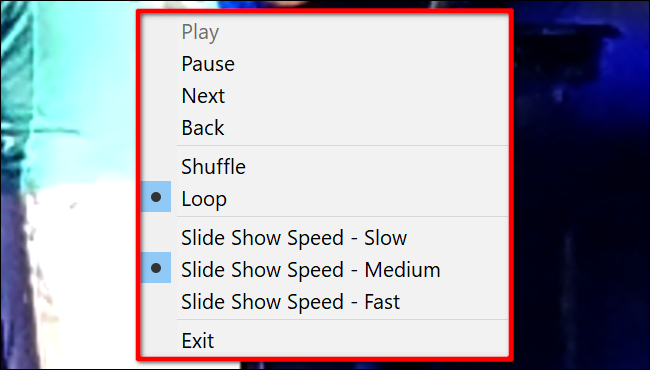 Play
Pause
Next
Back
Shuffle
Loop
Slide Show Speed - Slow
Slide Show Speed - Medium
Slide Show Speed - Fast
Exit